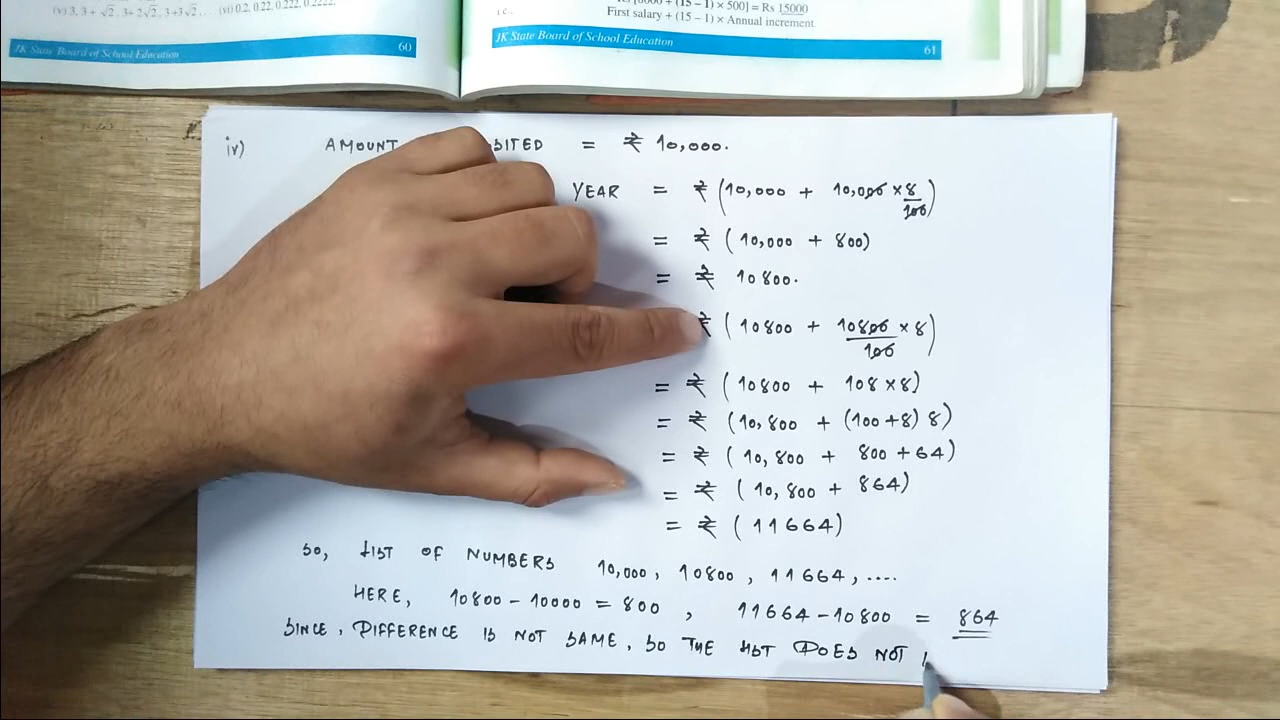 (v) 3, 3 + √2, 3 + 2√2, 3 + 3√2, ... (vi) 0.2, 0.22, 0.222, 0.2222,
JK State Board of School Education 60
+ (15 – 1) × 500] = Rs 15000
First salary + (15 – 1) × Annual increment
JK State Board of School Education 61
iv) AMOUNT = ₹ 10,000.
YEAR = ₹ (10,000 + 10,000 × 8/100)
= ₹ (10,000 + 800)
= ₹ 10800.
₹ (10800 + 10800/100 × 8)
= ₹ (10800 + 108 × 8)
= ₹ (10,800 + (100+8) 8)
= ₹ (10,800 + 800 + 64)
= ₹ (10,800 + 864)
= ₹ (11664)
SO, LIST OF NUMBERS 10,000, 10800, 11664, ....
HERE, 10800 – 10000 = 800, 11664 – 10800 = 864
SINCE, DIFFERENCE IS NOT SAME, SO THE LIST DOES NOT